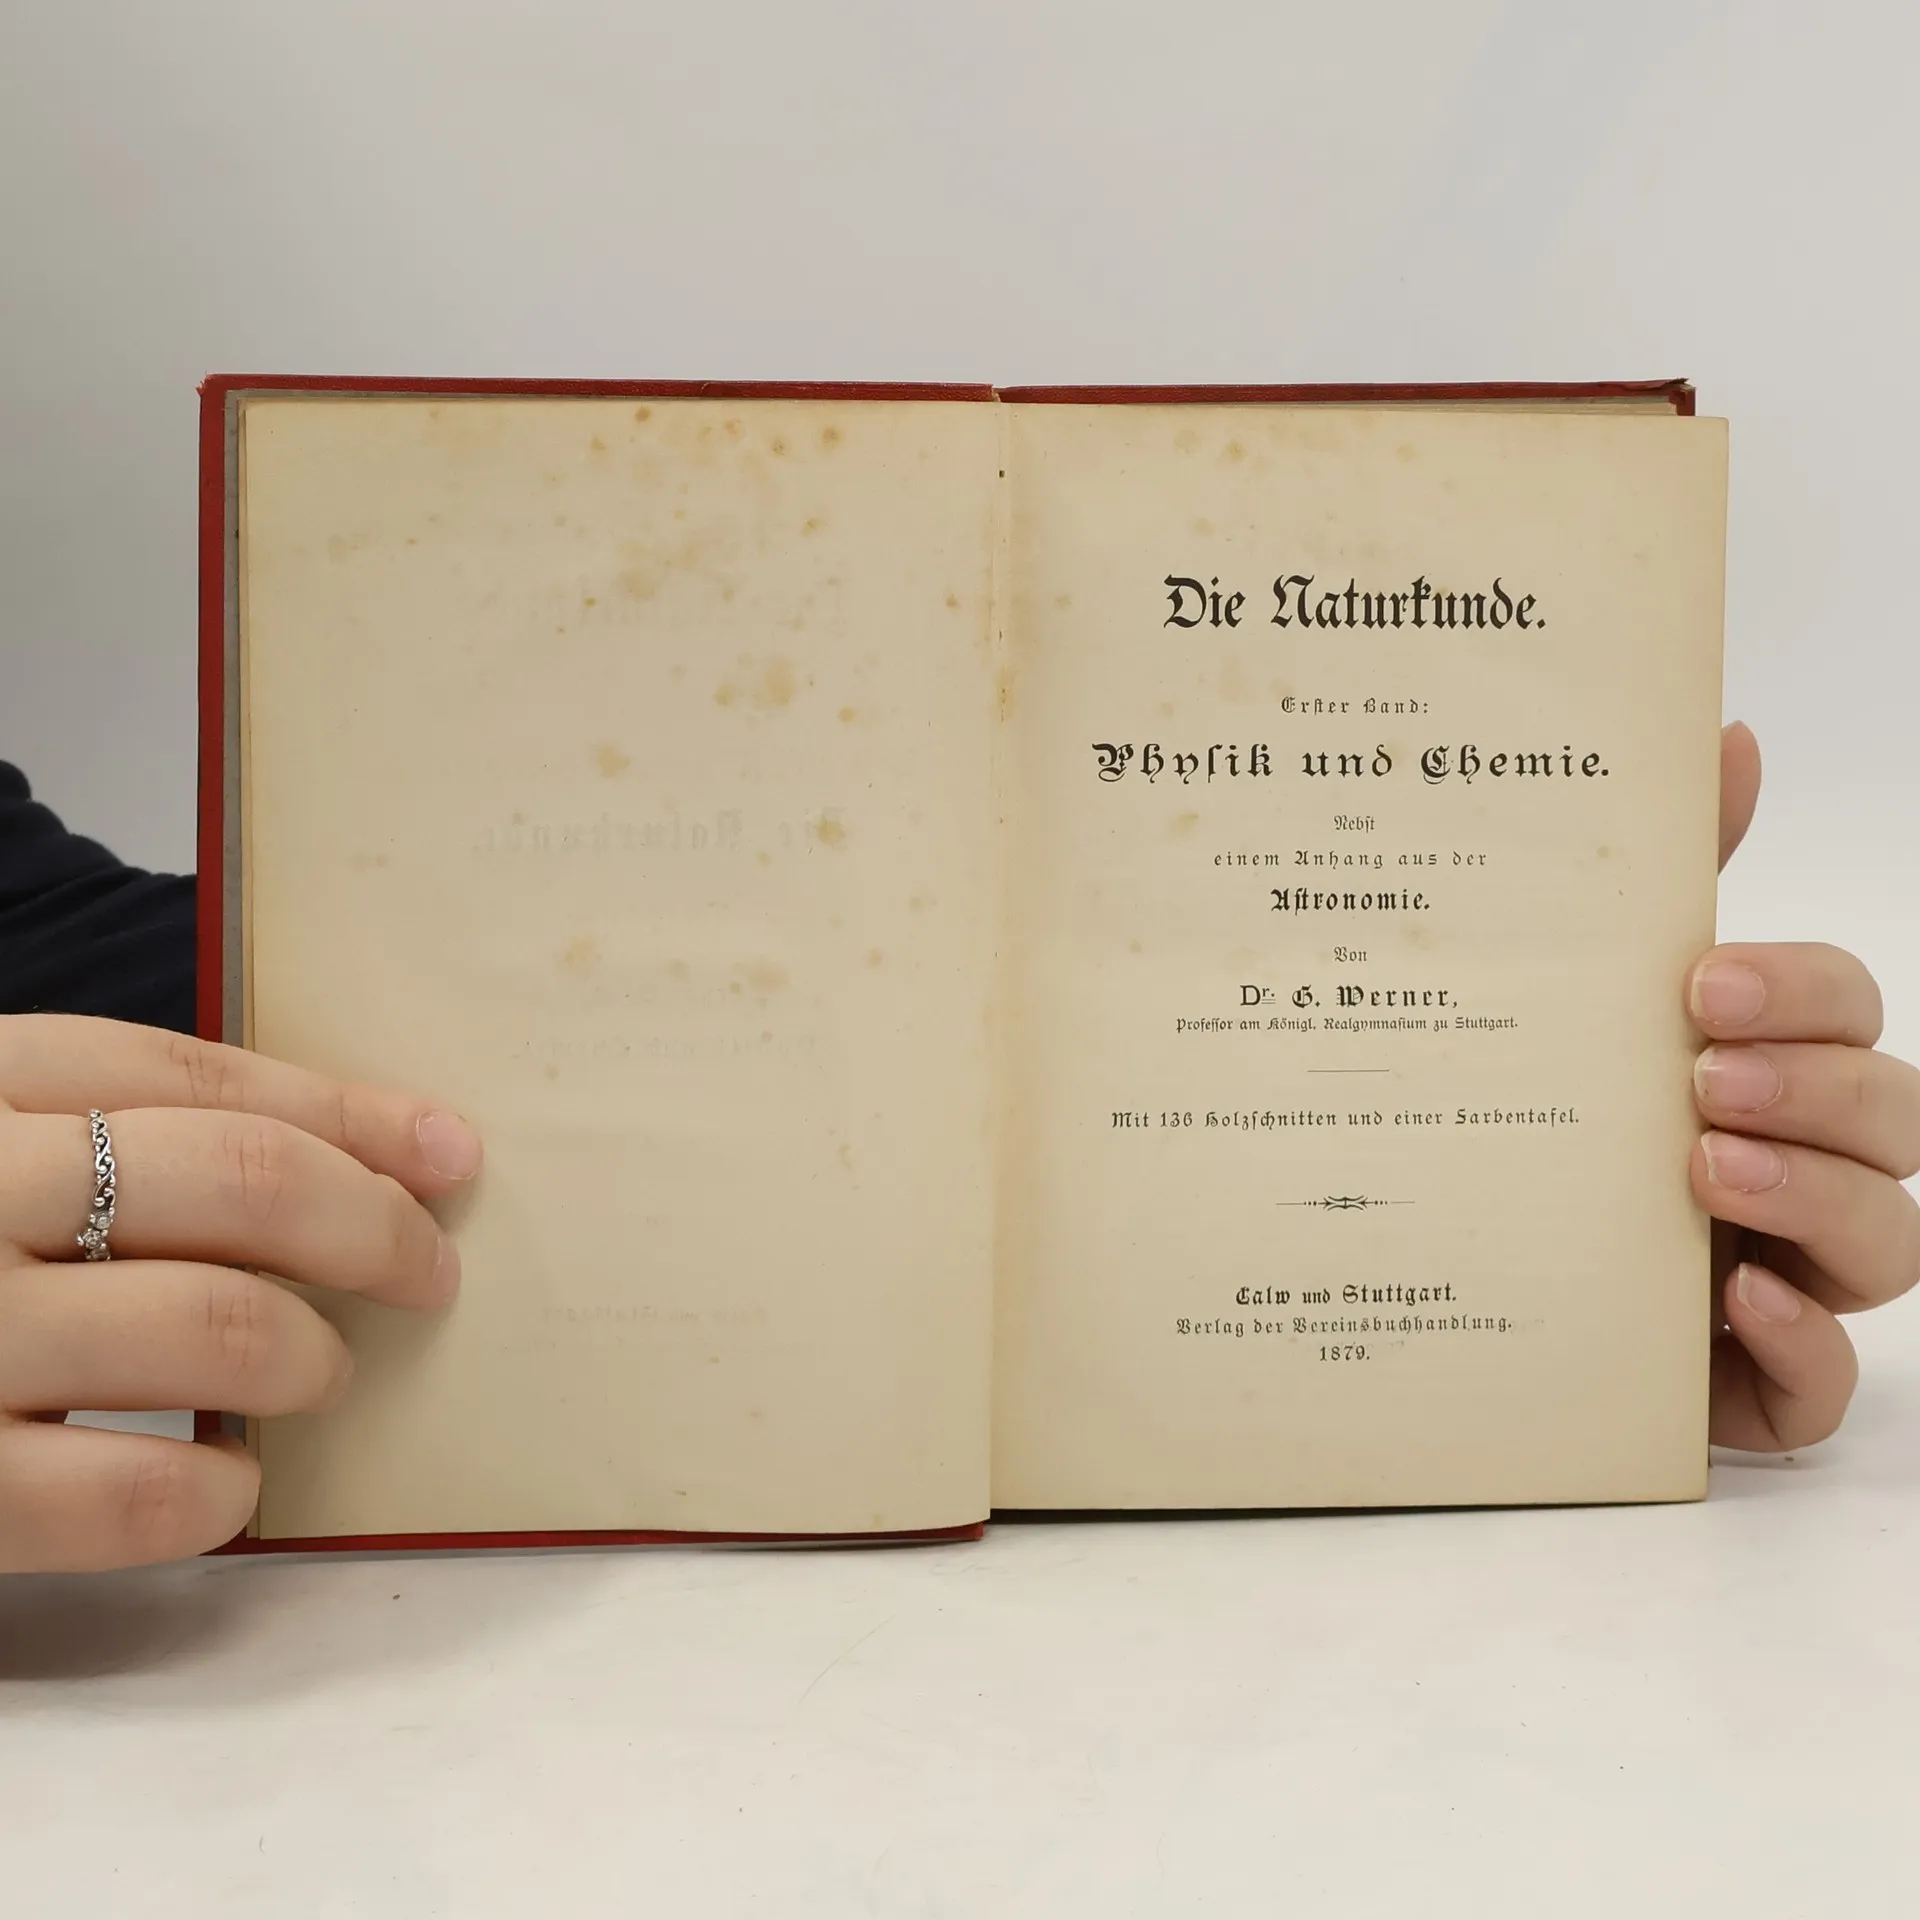 Die Naturkunde.
Erster Band:
Physik und Chemie.
Nebst
einem Anhang aus der
Astronomie.
Von
Dr. G. Werner,
Professor am Königl. Realgymnasium zu Stuttgart.
Mit 136 Holzschnitten und einer Farbentafel.
Calw und Stuttgart.
Verlag der Vereinsbuchhandlung.
1879.